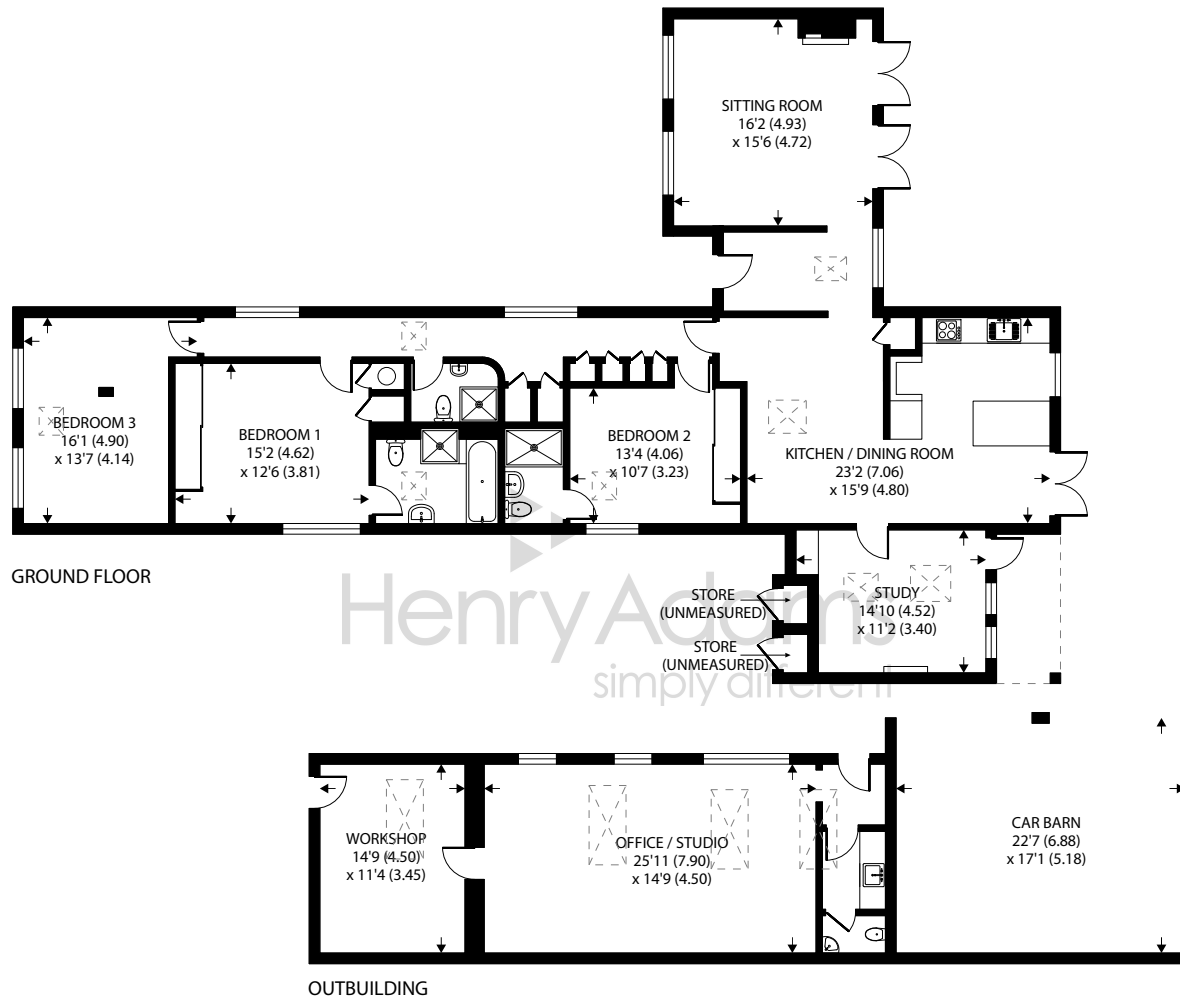 SITTING ROOM
16'2 (4.93)
x 15'6 (4.72)
BEDROOM 3
16'1 (4.90)
x 13'7 (4.14)
BEDROOM 1
15'2 (4.62)
x 12'6 (3.81)
BEDROOM 2
13'4 (4.06)
x 10'7 (3.23)
KITCHEN / DINING ROOM
23'2 (7.06)
x 15'9 (4.80)
GROUND FLOOR
STORE
(UNMEASURED)
STORE
(UNMEASURED)
STUDY
14'10 (4.52)
x 11'2 (3.40)
Henry Adams
simply different
WORKSHOP
14'9 (4.50)
x 11'4 (3.45)
OFFICE / STUDIO
25'11 (7.90)
x 14'9 (4.50)
CAR BARN
22'7 (6.88)
x 17'1 (5.18)
OUTBUILDING